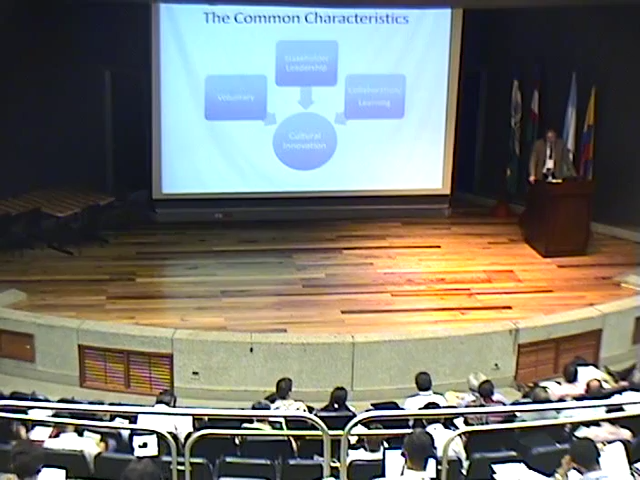 The Common Characteristics
Stakeholder
Leadership
Voluntary
Collaboration/
Learning
Cultural
Innovation